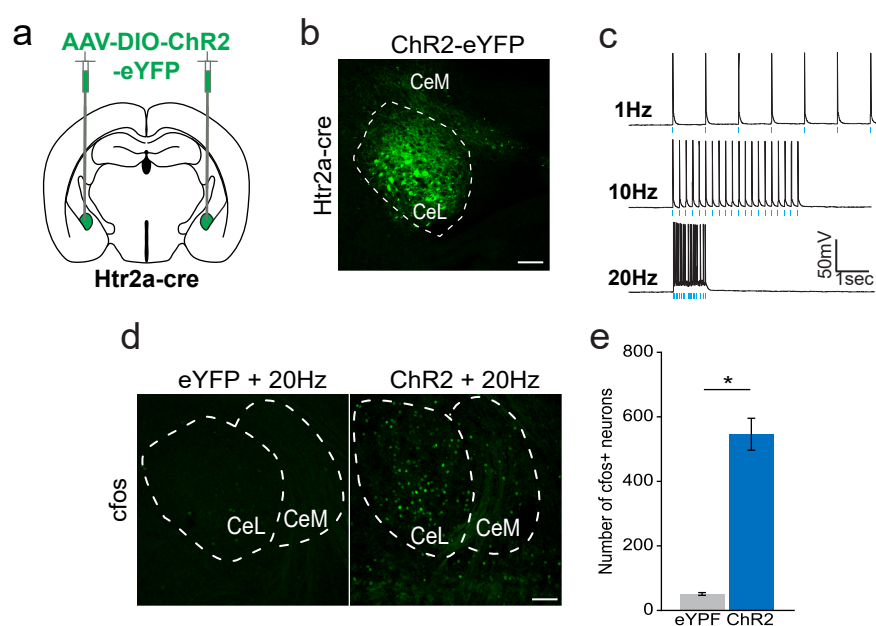 a
AAV-DIO-ChR2
-eYFP
Htr2a-cre
b
ChR2-eYFP
Htr2a-cre
CeM
CeL
c
1Hz
10Hz
20Hz
50mV
1sec
d
eYFP + 20Hz
ChR2 + 20Hz
cfos
CeL
CeM
CeL
CeM
e
Number of cfos+ neurons
800
600
400
200
0
*
eYPF
ChR2